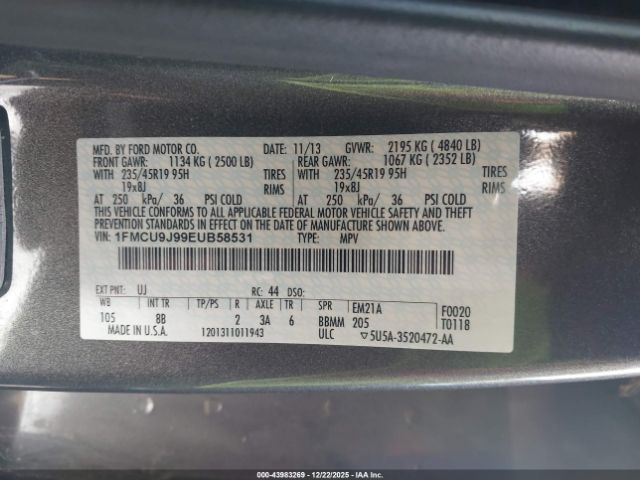 MFD. BY FORD MOTOR CO. DATE: 11/13 GVWR: 2195 KG ( 4840 LB)
FRONT GAWR: 1134 KG ( 2500 LB) REAR GAWR: 1067 KG ( 2352 LB)
WITH 235/45R19 95H TIRES WITH 235/45R19 95H TIRES
19x8J RIMS 19x8J RIMS
AT 250 kPa/ 36 PSI COLD AT 250 kPa/ 36 PSI COLD
THIS VEHICLE CONFORMS TO ALL APPLICABLE FEDERAL MOTOR VEHICLE SAFETY AND THEFT
PREVENTION STANDARDS IN EFFECT ON THE DATE OF MANUFACTURE SHOWN ABOVE.
VIN: 1FMCU9J99EUB58531 TYPE: MPV
EXT PNT: UJ RC: 44 DSO:
WB INT TR TP/PS R AXLE TR SPR EM21A F0020
105 8B 2 3A 6 BBMM 205 T0118
MADE IN U.S.A. 1201311011943 ULC ▽5U5A-3520472-AA
000-43983269 - 12/22/2025 - IAAI.com